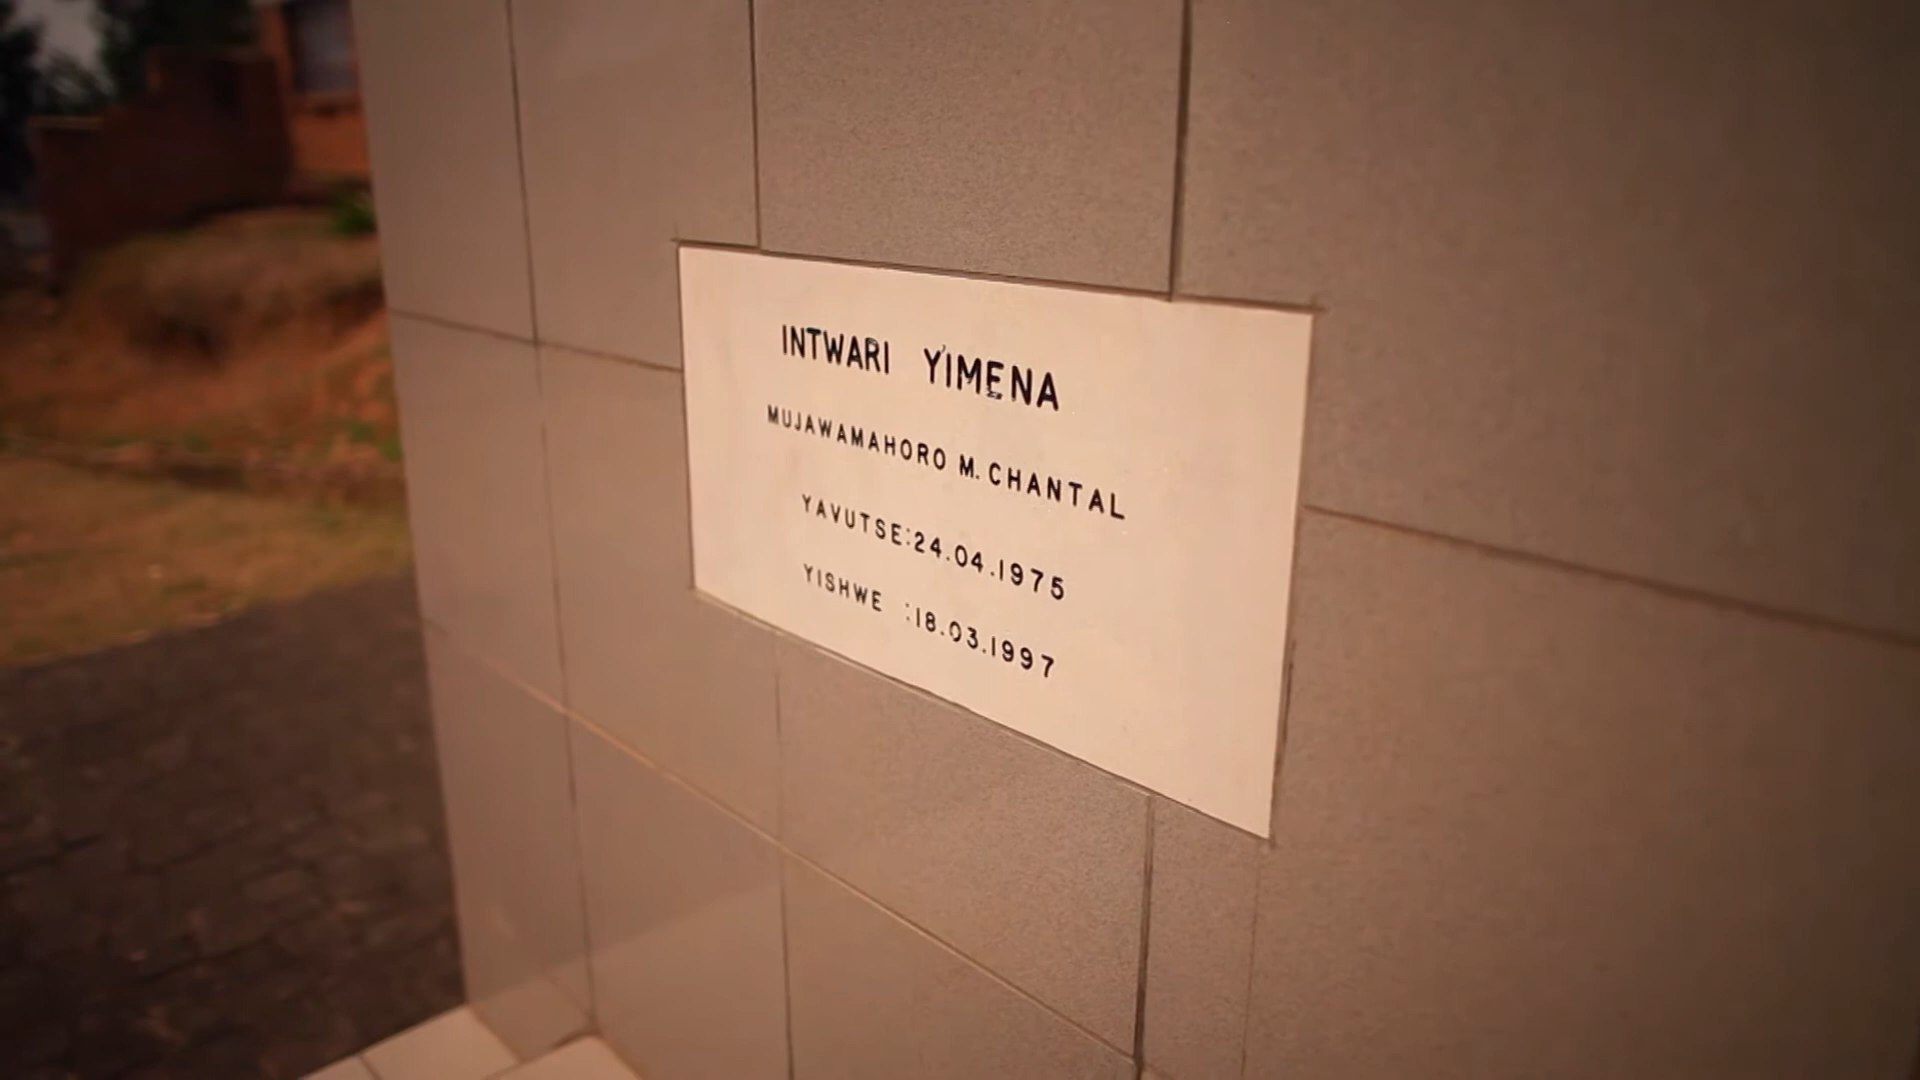 INTWARI YIMENA
MUJAWAMAHORO M. CHANTAL
YAVUTSE:24.04.1975
YISHWE :18.03.1997